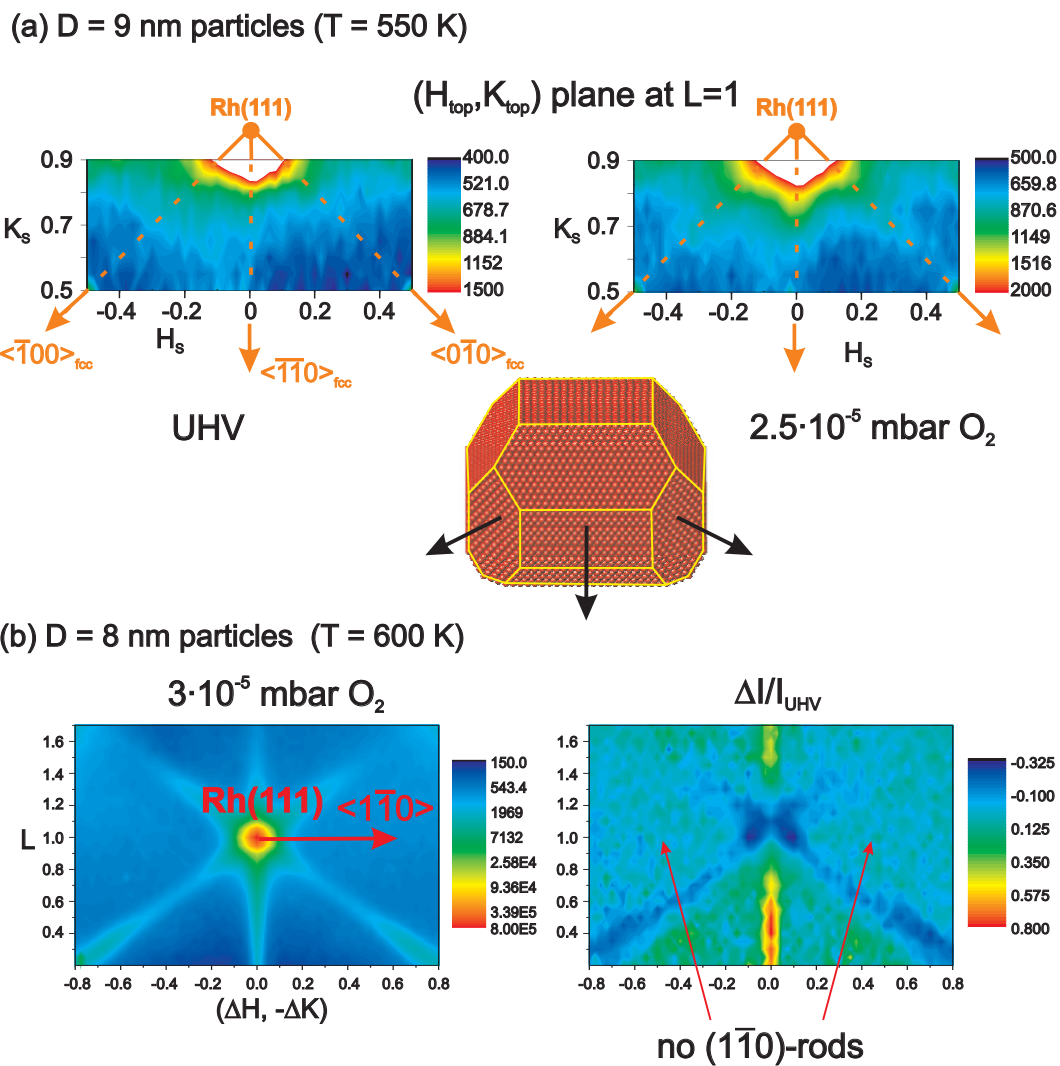 (a) D = 9 nm particles (T = 550 K)
(H_top,K_top) plane at L=1
Rh(111)
Rh(111)
0.9
0.7
0.5
K_s
-0.4 -0.2 0 0.2 0.4
H_s
400.0
521.0
678.7
884.1
1152
1500
0.9
0.7
0.5
K_s
-0.4 -0.2 0 0.2 0.4
H_s
500.0
659.8
870.6
1149
1516
2000
<1̅00>fcc
<1̅1̅0>fcc
<01̅0>fcc
UHV
2.5·10⁻⁵ mbar O₂
(b) D = 8 nm particles (T = 600 K)
3·10⁻⁵ mbar O₂
ΔI/I_UHV
1.6
1.4
1.2
1.0
0.8
0.6
0.4
L
Rh(111) <11̅0>
-0.8 -0.6 -0.4 -0.2 0.0 0.2 0.4 0.6 0.8
(ΔH, -ΔK)
150.0
543.4
1969
7132
2.58E4
9.36E4
3.39E5
8.00E5
1.6
1.4
1.2
1.0
0.8
0.6
0.4
-0.8 -0.6 -0.4 -0.2 0.0 0.2 0.4 0.6 0.8
-0.325
-0.100
0.125
0.350
0.575
0.800
no (11̅0)-rods